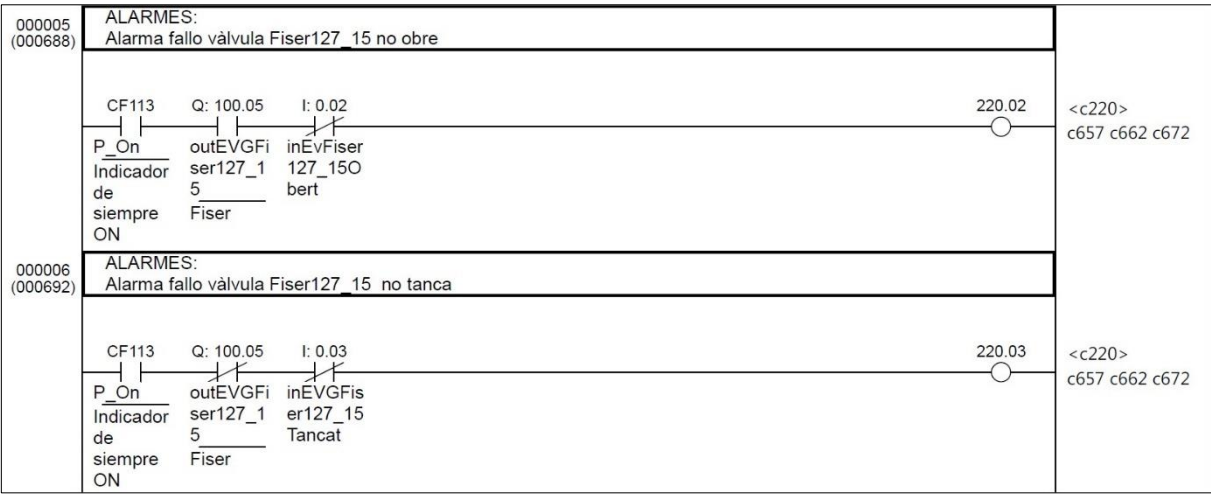 000005
(000688)
ALARMES:
Alarma fallo vàlvula Fiser127_15 no obre
CF113 Q: 100.05 I: 0.02 220.02
<c220>
c657 c662 c672
P_On outEVGFi inEvFiser
Indicador ser127_1 127_15O
de 5 bert
siempre Fiser
ON
000006
(000692)
ALARMES:
Alarma fallo vàlvula Fiser127_15 no tanca
CF113 Q: 100.05 I: 0.03 220.03
<c220>
c657 c662 c672
P_On outEVGFi inEVGFis
Indicador ser127_1 er127_15
de 5 Tancat
siempre Fiser
ON